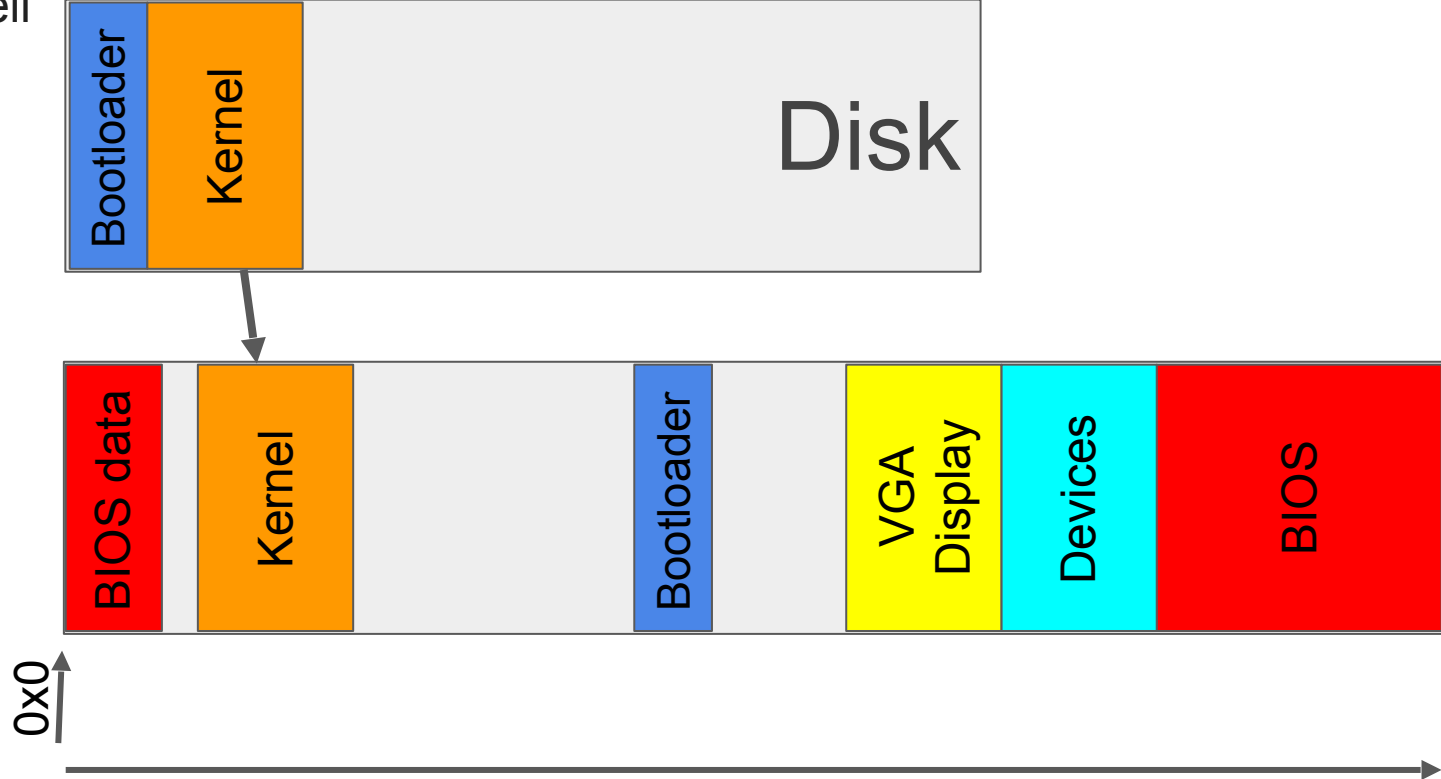 Bootloader
Kernel
Disk
BIOS data
Kernel
Bootloader
VGA
Display
Devices
BIOS
0x0